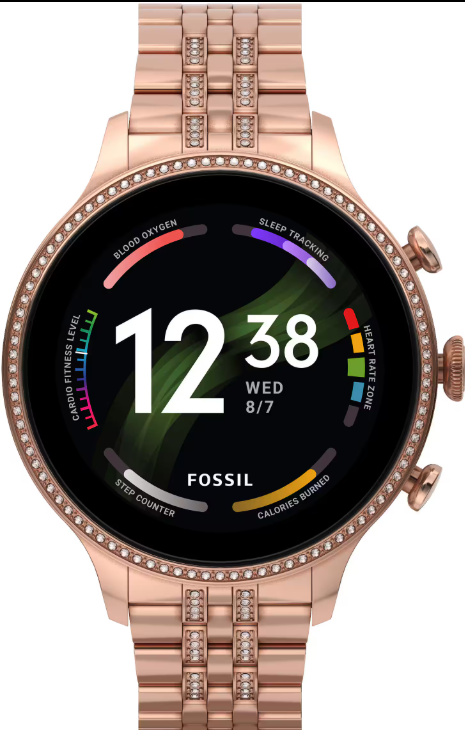 BLOOD OXYGEN
SLEEP TRACKING
CARDIO FITNESS LEVEL
12
38
HEART RATE ZONE
WED
8/7
FOSSIL
STEP COUNTER
CALORIES BURNED